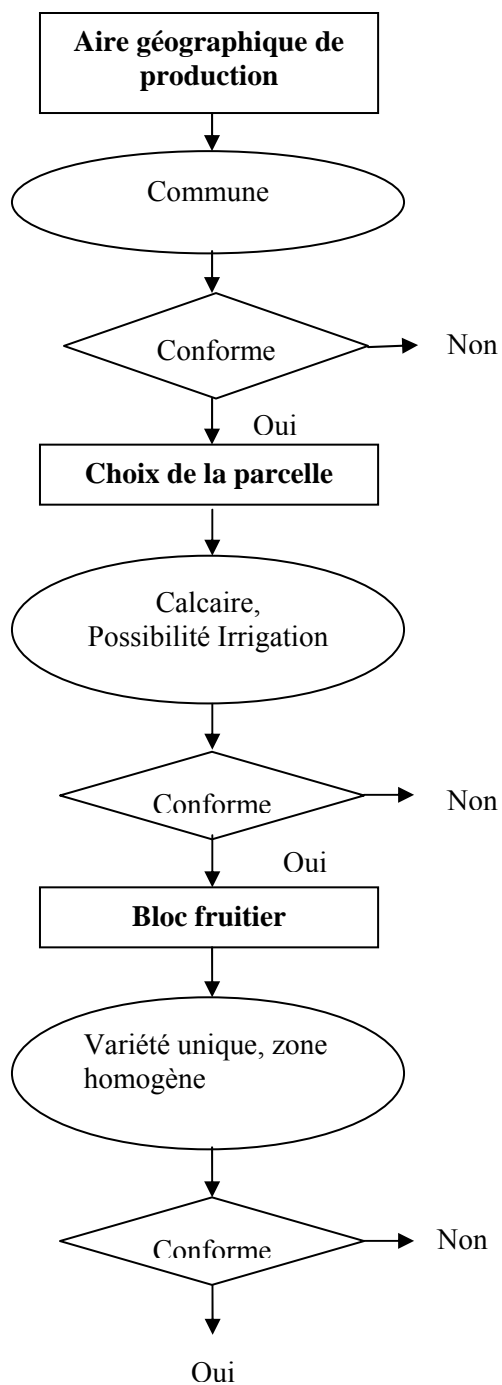 Aire géographique de
production
Commune
Conforme
Non
Oui
Choix de la parcelle
Calcaire,
Possibilité Irrigation
Conforme
Non
Oui
Bloc fruitier
Variété unique, zone
homogène
Conforme
Non
Oui